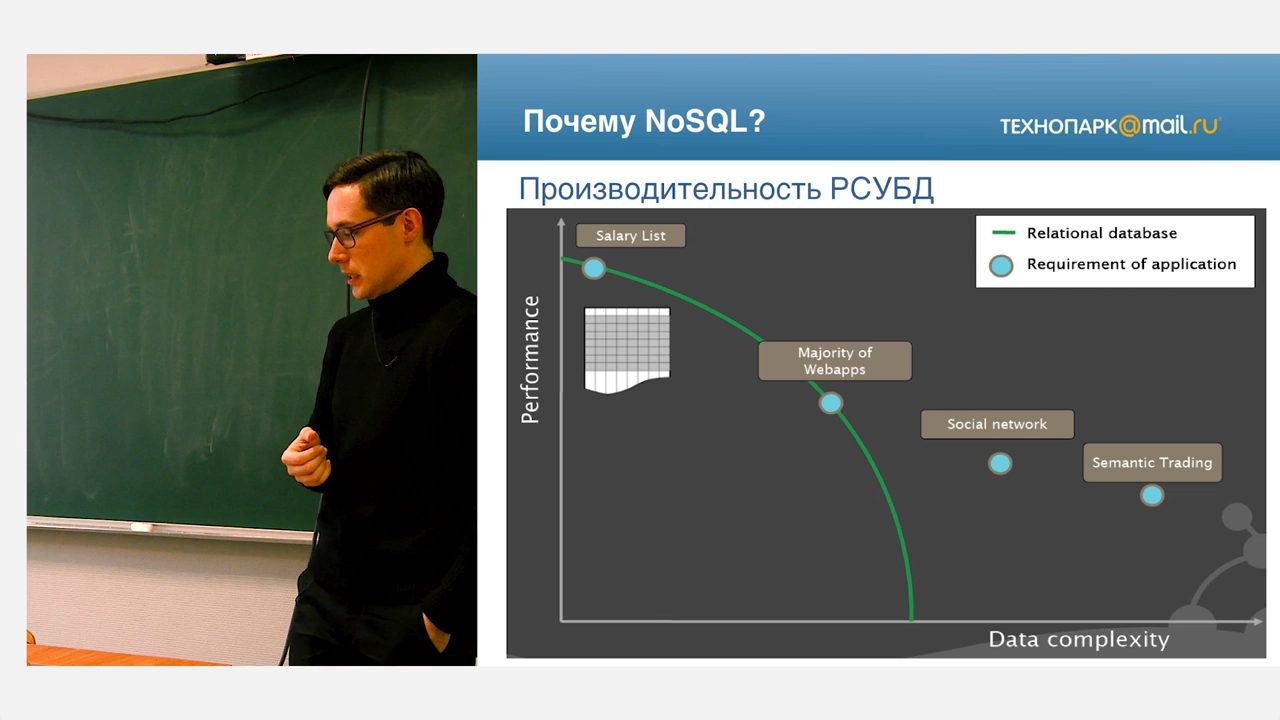 Почему NoSQL?
ТЕХНОПАРК@mail.ru
Производительность РСУБД
Salary List
Relational database
Requirement of application
Performance
Majority of
Webapps
Social network
Semantic Trading
Data complexity